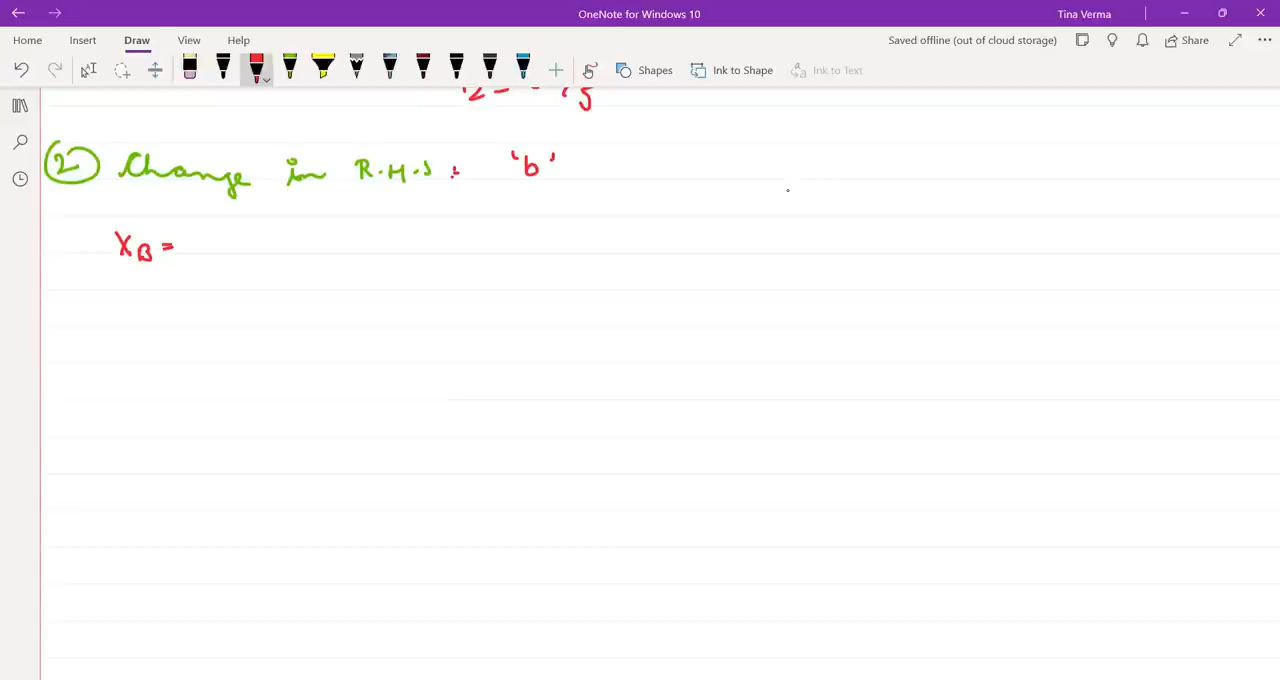 OneNote for Windows 10
Tina Verma
Home Insert Draw View Help
Saved offline (out of cloud storage)
Share
Shapes
Ink to Shape
Ink to Text
2 Change in R.H.S : 'b'
XB =